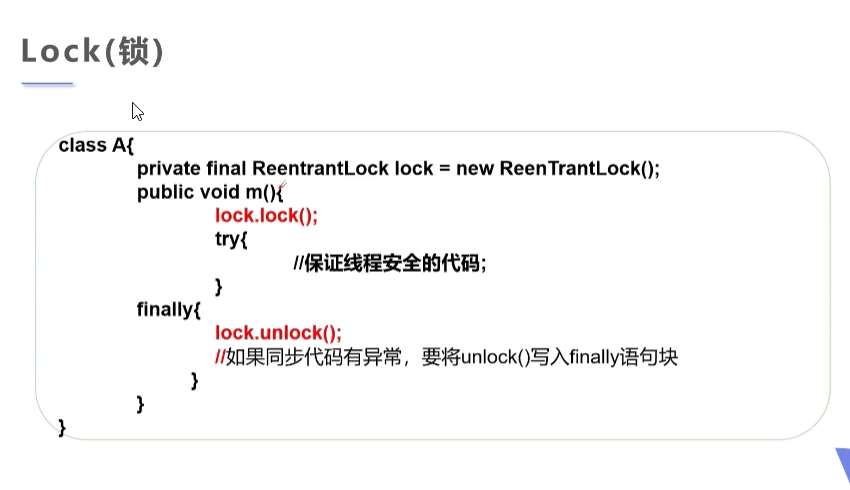 Lock(锁)
class A{
private final ReentrantLock lock = new ReenTrantLock();
public void m(){
lock.lock();
try{
//保证线程安全的代码;
}
finally{
lock.unlock();
//如果同步代码有异常，要将unlock()写入finally语句块
}
}
}